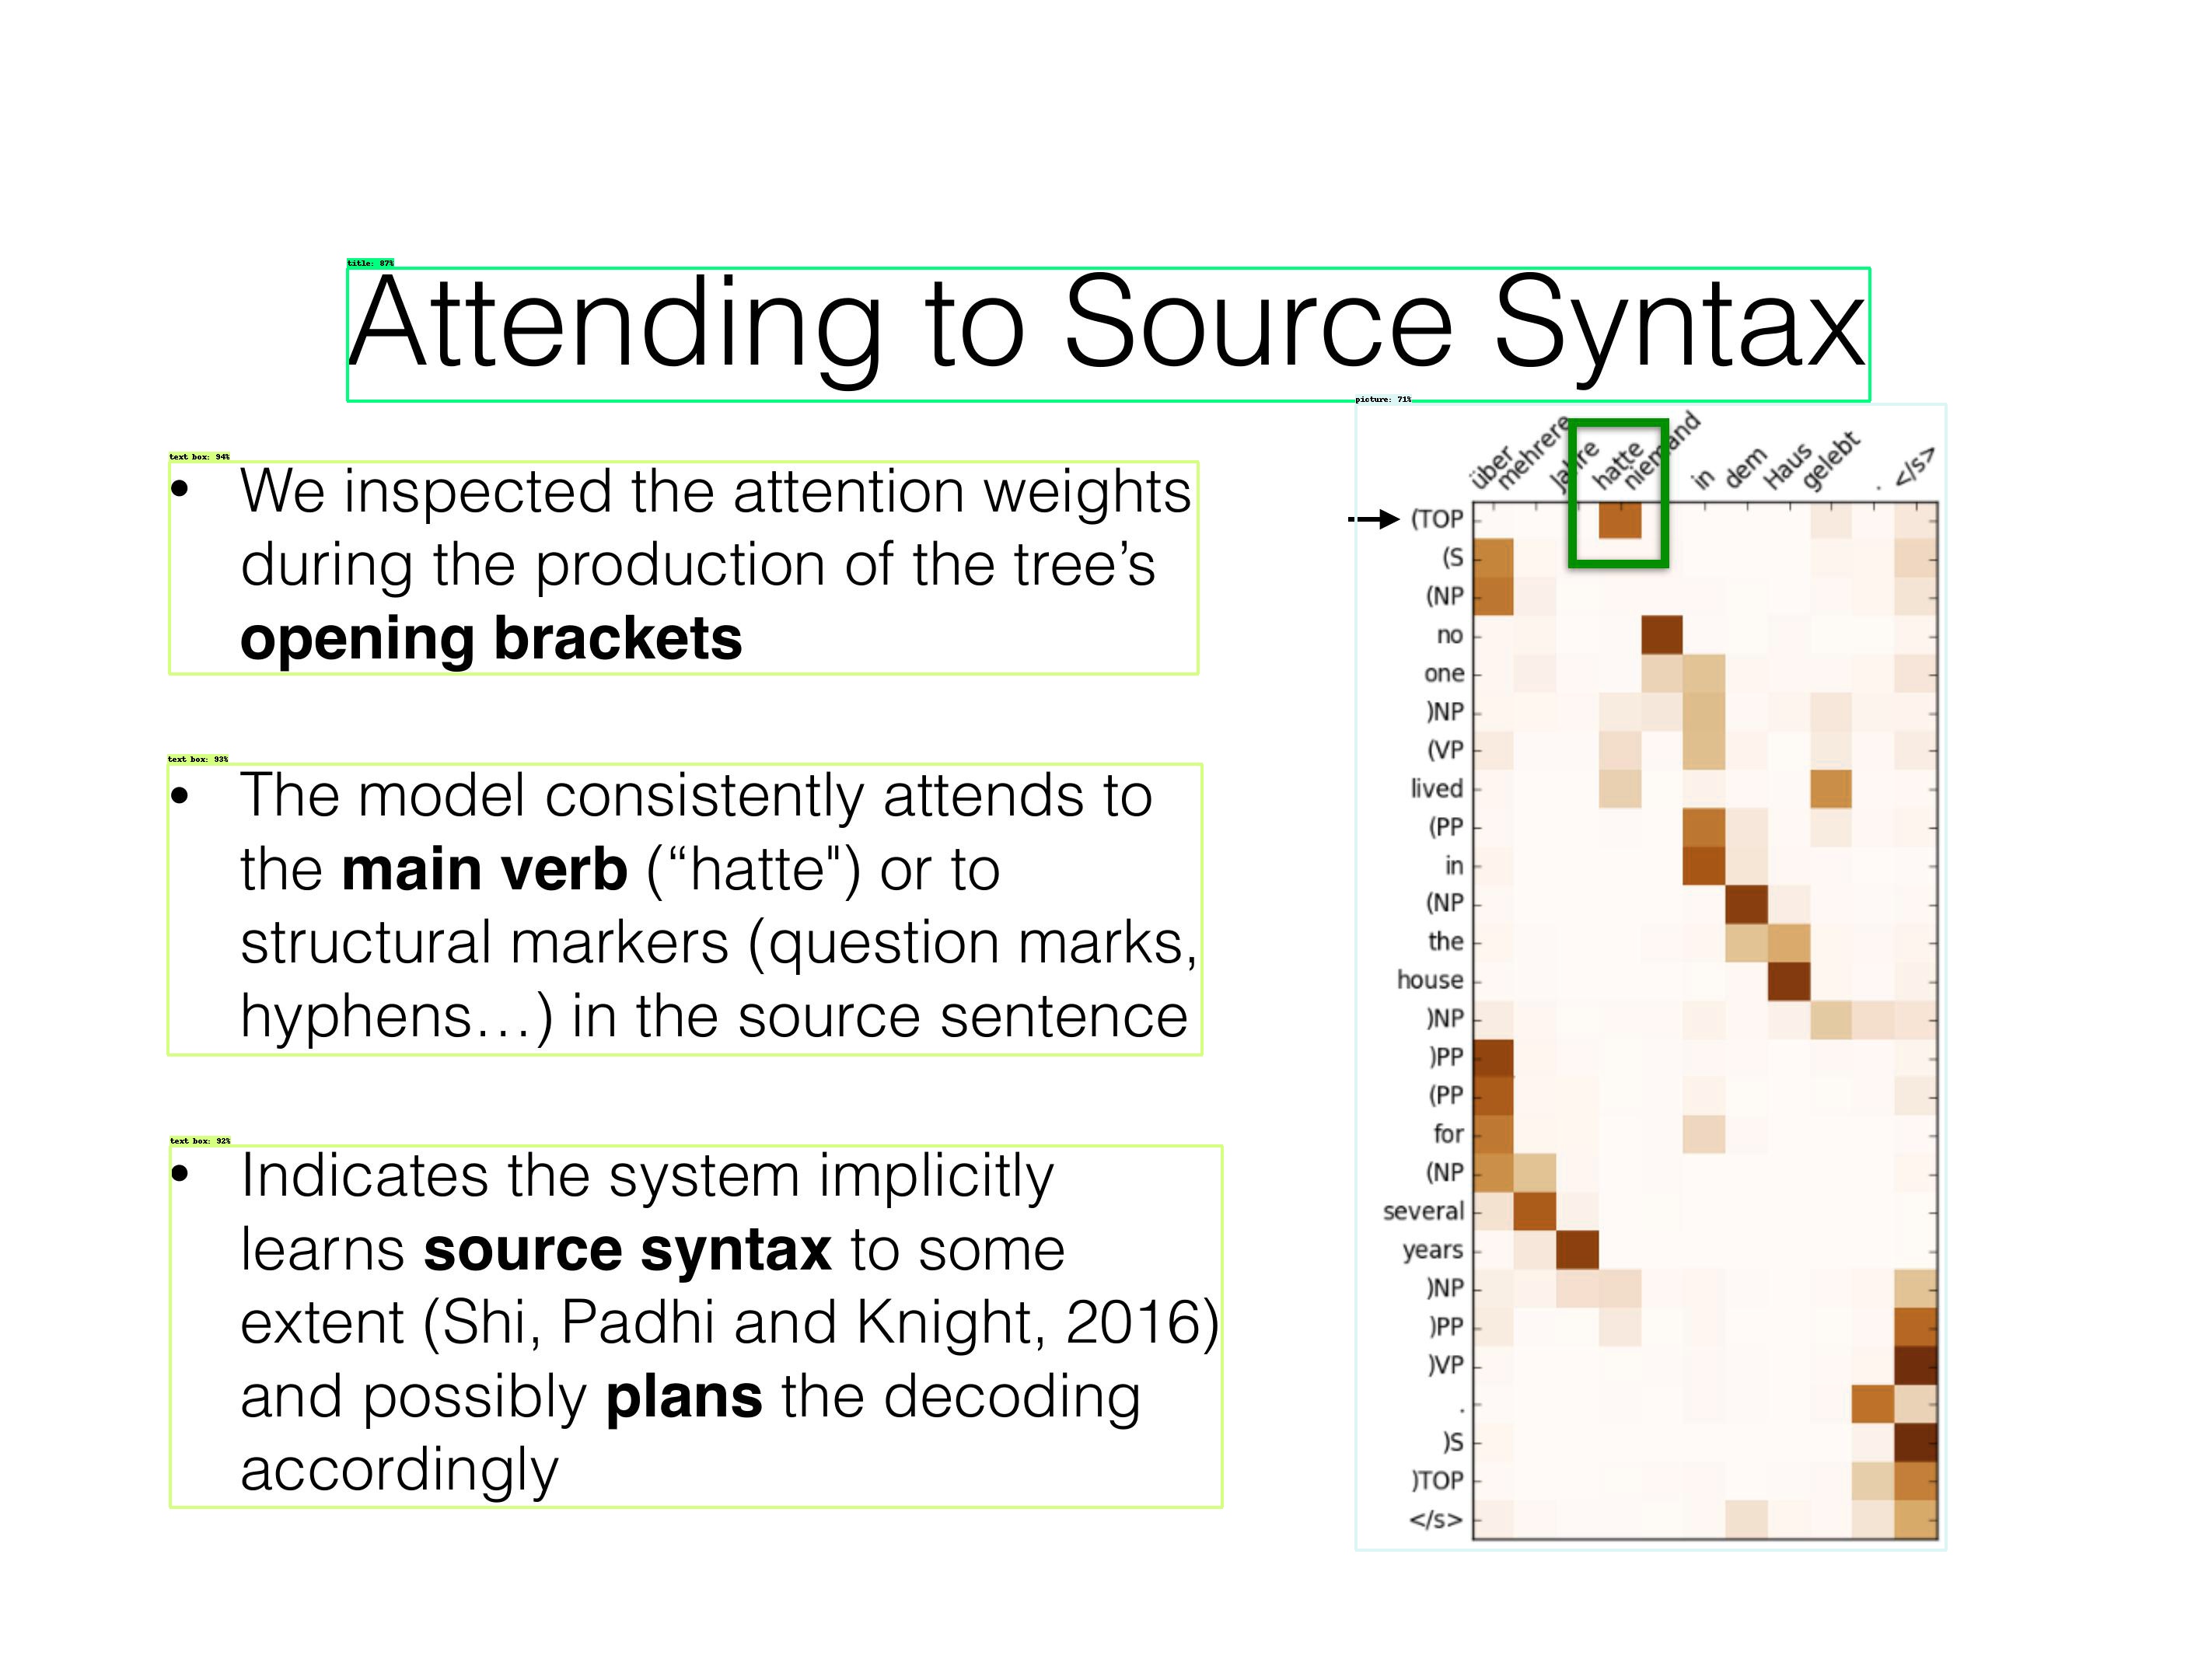 title: 87%
Attending to Source Syntax
text box: 94%
• We inspected the attention weights
during the production of the tree’s
opening brackets
text box: 93%
• The model consistently attends to
the main verb (“hatte") or to
structural markers (question marks,
hyphens…) in the source sentence
text box: 92%
• Indicates the system implicitly
learns source syntax to some
extent (Shi, Padhi and Knight, 2016)
and possibly plans the decoding
accordingly
picture: 71%
über mehrere Jahre hatte niemand in dem Haus gelebt . </s>
(TOP
(S
(NP
no
one
)NP
(VP
lived
(PP
in
(NP
the
house
)NP
)PP
(PP
for
(NP
several
years
)NP
)PP
)VP
.
)S
)TOP
</s>